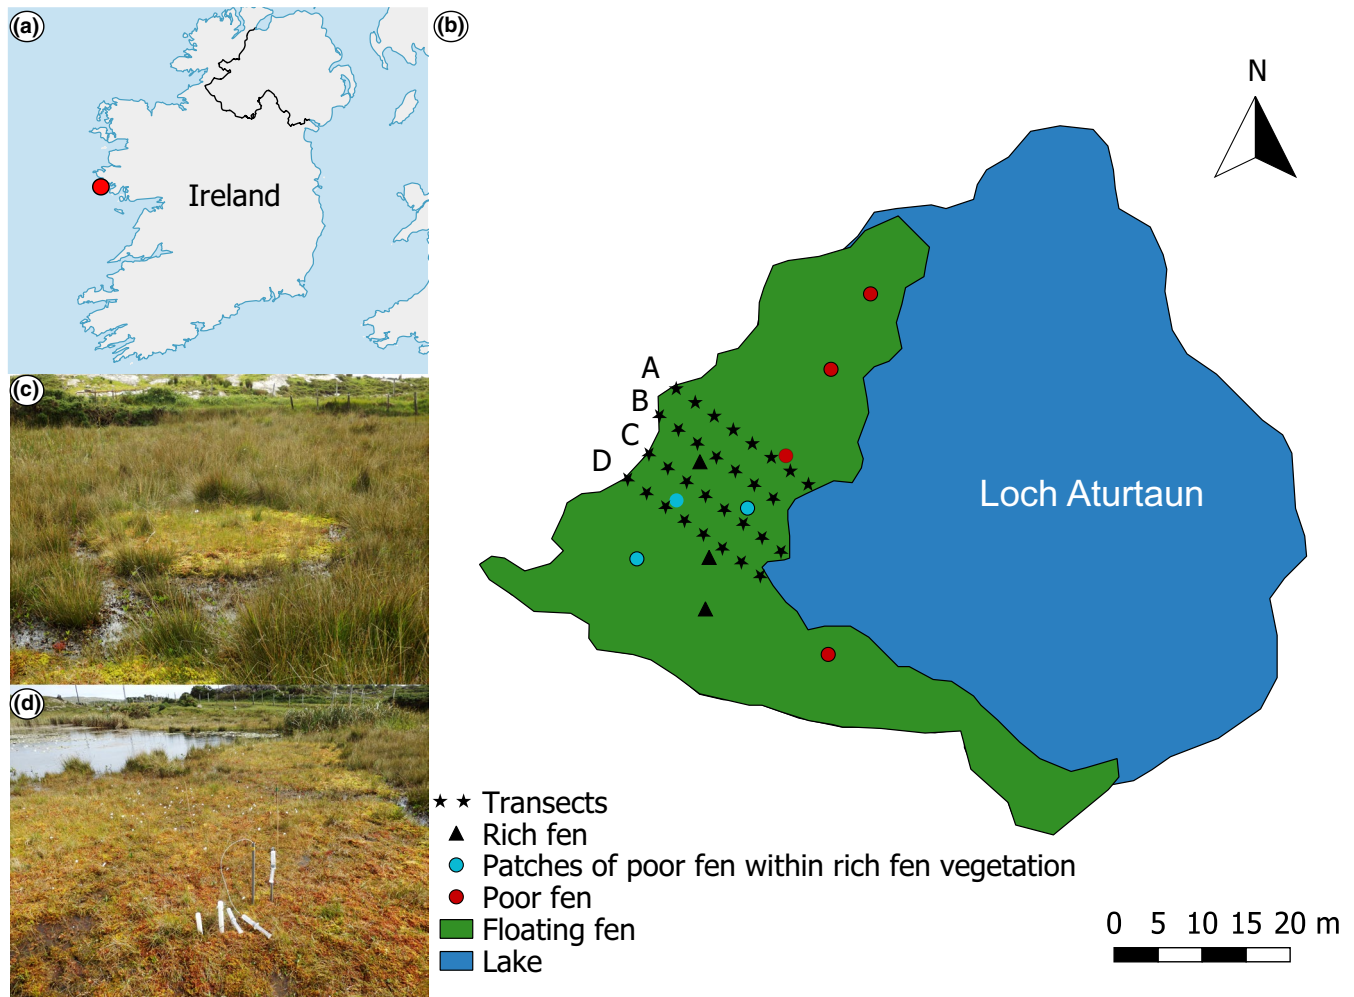 (a)
Ireland
(b)
N
A
B
C
D
Loch Aturtaun
(c)
(d)
Transects
Rich fen
Patches of poor fen within rich fen vegetation
Poor fen
Floating fen
Lake
0 5 10 15 20 m